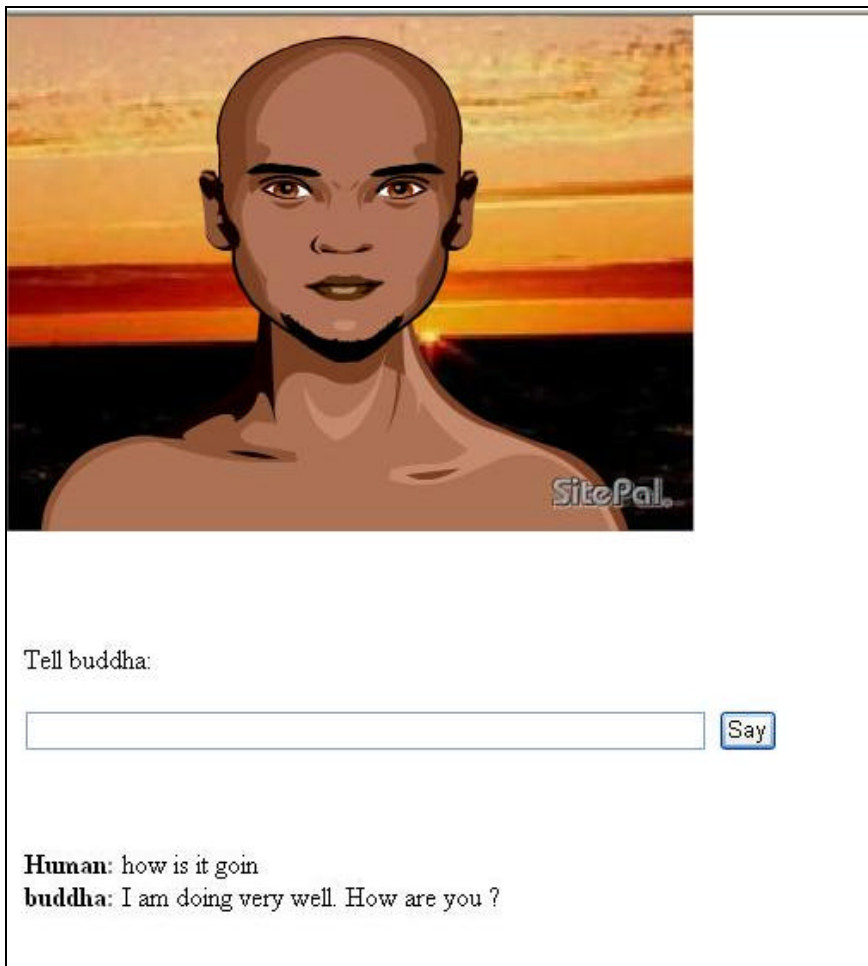 SitePal.
Tell buddha:
Say
Human: how is it goin
buddha: I am doing very well. How are you ?